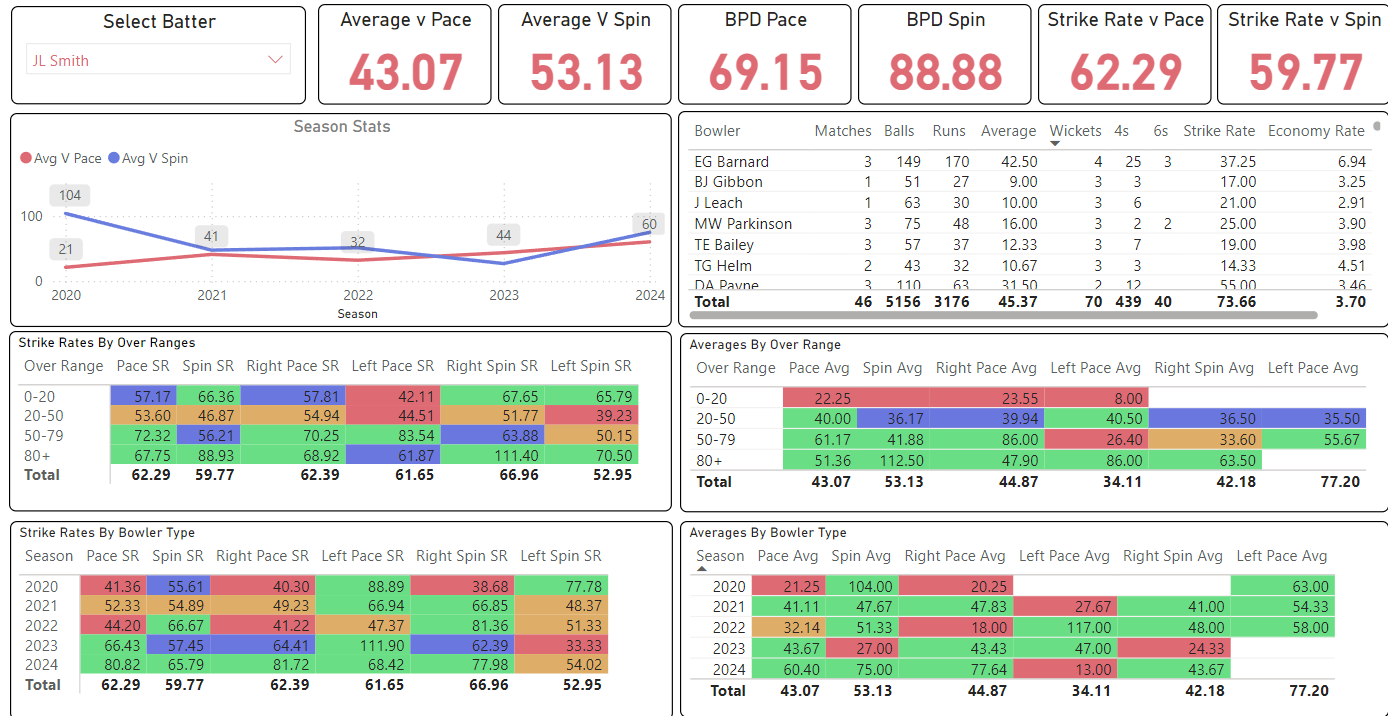 Select Batter
JL Smith
Average v Pace
43.07
Average V Spin
53.13
BPD Pace
69.15
BPD Spin
88.88
Strike Rate v Pace
62.29
Strike Rate v Spin
59.77
Season Stats
Avg V Pace Avg V Spin
104
100
21
41
32
44
60
0
2020 2021 2022 2023 2024
Season
Bowler Matches Balls Runs Average Wickets 4s 6s Strike Rate Economy Rate
EG Barnard 3 149 170 42.50 4 25 3 37.25 6.94
BJ Gibbon 1 51 27 9.00 3 3 17.00 3.25
J Leach 1 63 30 10.00 3 6 21.00 2.91
MW Parkinson 3 75 48 16.00 3 2 2 25.00 3.90
TE Bailey 3 57 37 12.33 3 7 19.00 3.98
TG Helm 2 43 32 10.67 3 3 14.33 4.51
DA Payne 3 110 63 31.50 2 12 55.00 3.46
Total 46 5156 3176 45.37 70 439 40 73.66 3.70
Strike Rates By Over Ranges
Over Range Pace SR Spin SR Right Pace SR Left Pace SR Right Spin SR Left Spin SR
0-20 57.17 66.36 57.81 42.11 67.65 65.79
20-50 53.60 46.87 54.94 44.51 51.77 39.23
50-79 72.32 56.21 70.25 83.54 63.88 50.15
80+ 67.75 88.93 68.92 61.87 111.40 70.50
Total 62.29 59.77 62.39 61.65 66.96 52.95
Averages By Over Range
Over Range Pace Avg Spin Avg Right Pace Avg Left Pace Avg Right Spin Avg Left Pace Avg
0-20 22.25 23.55 8.00
20-50 40.00 36.17 39.94 40.50 36.50 35.50
50-79 61.17 41.88 86.00 26.40 33.60 55.67
80+ 51.36 112.50 47.90 86.00 63.50
Total 43.07 53.13 44.87 34.11 42.18 77.20
Strike Rates By Bowler Type
Season Pace SR Spin SR Right Pace SR Left Pace SR Right Spin SR Left Spin SR
2020 41.36 55.61 40.30 88.89 38.68 77.78
2021 52.33 54.89 49.23 66.94 66.85 48.37
2022 44.20 66.67 41.22 47.37 81.36 51.33
2023 66.43 57.45 64.41 111.90 62.39 33.33
2024 80.82 65.79 81.72 68.42 77.98 54.02
Total 62.29 59.77 62.39 61.65 66.96 52.95
Averages By Bowler Type
Season Pace Avg Spin Avg Right Pace Avg Left Pace Avg Right Spin Avg Left Pace Avg
2020 21.25 104.00 20.25 63.00
2021 41.11 47.67 47.83 27.67 41.00 54.33
2022 32.14 51.33 18.00 117.00 48.00 58.00
2023 43.67 27.00 43.43 47.00 24.33
2024 60.40 75.00 77.64 13.00 43.67
Total 43.07 53.13 44.87 34.11 42.18 77.20